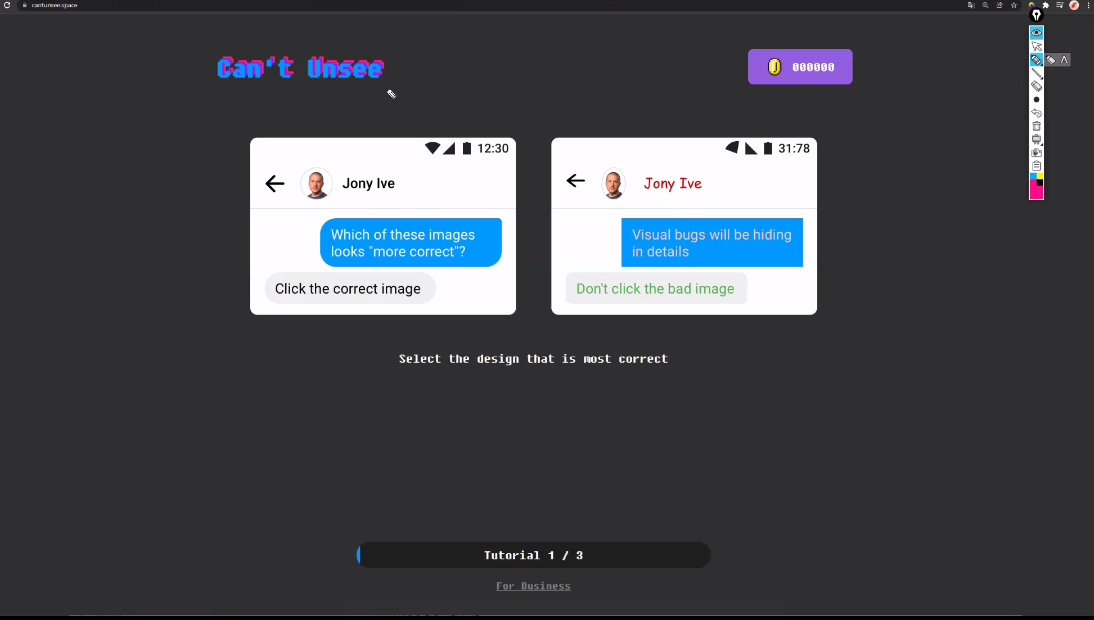 cantunsee.space
Can't Unsee
000000
12:30
Jony Ive
Which of these images
looks "more correct"?
Click the correct image
31:78
Jony Ive
Visual bugs will be hiding
in details
Don't click the bad image
Select the design that is most correct
Tutorial 1 / 3
For Business